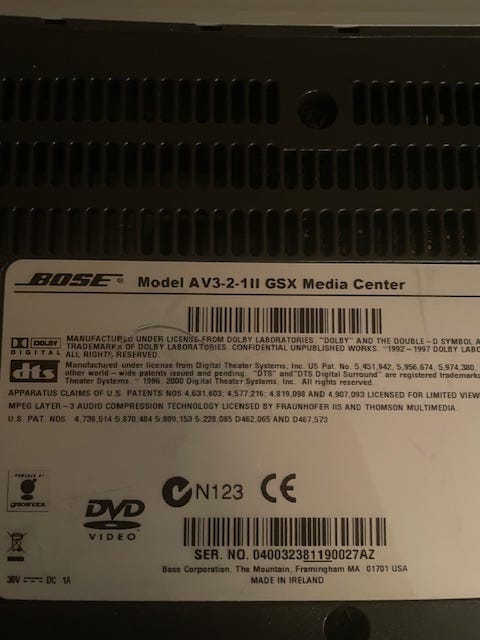 BOSE® Model AV3-2-1II GSX Media Center
DOLBY
DIGITAL
MANUFACTURED UNDER LICENSE FROM DOLBY LABORATORIES. "DOLBY" AND THE DOUBLE-D SYMBOL A
TRADEMARKS OF DOLBY LABORATORIES. CONFIDENTIAL UNPUBLISHED WORKS. ©1992-1997 DOLBY LABO
ALL RIGHTS RESERVED.
dts
Manufactured under license from Digital Theater Systems, Inc. US Pat. No. 5,451,942, 5,956,674, 5,974,380,
other world - wide patents issued and pending. "DTS" and "DTS Digital Surround" are registered trademarks
Theater Systems. © 1996, 2000 Digital Theater Systems, Inc. All rights reserved.
APPARATUS CLAIMS OF U.S. PATENTS NOS 4,631,603; 4,577,216; 4,819,098 AND 4,907,093 LICENSED FOR LIMITED VIEW
MPEG LAYER-3 AUDIO COMPRESSION TECHNOLOGY LICENSED BY FRAUNHOFER IIS AND THOMSON MULTIMEDIA.
U.S. PAT. NOS. 4,739,514 5,870,484 5,809,153 5,228,085 D462,065 AND D467,573
POWERED BY
gracenote
DVD
VIDEO
N123 CE
SER. NO. 040032381190027AZ
Bose Corporation, The Mountain, Framingham MA 01701 USA
MADE IN IRELAND
DC 1A